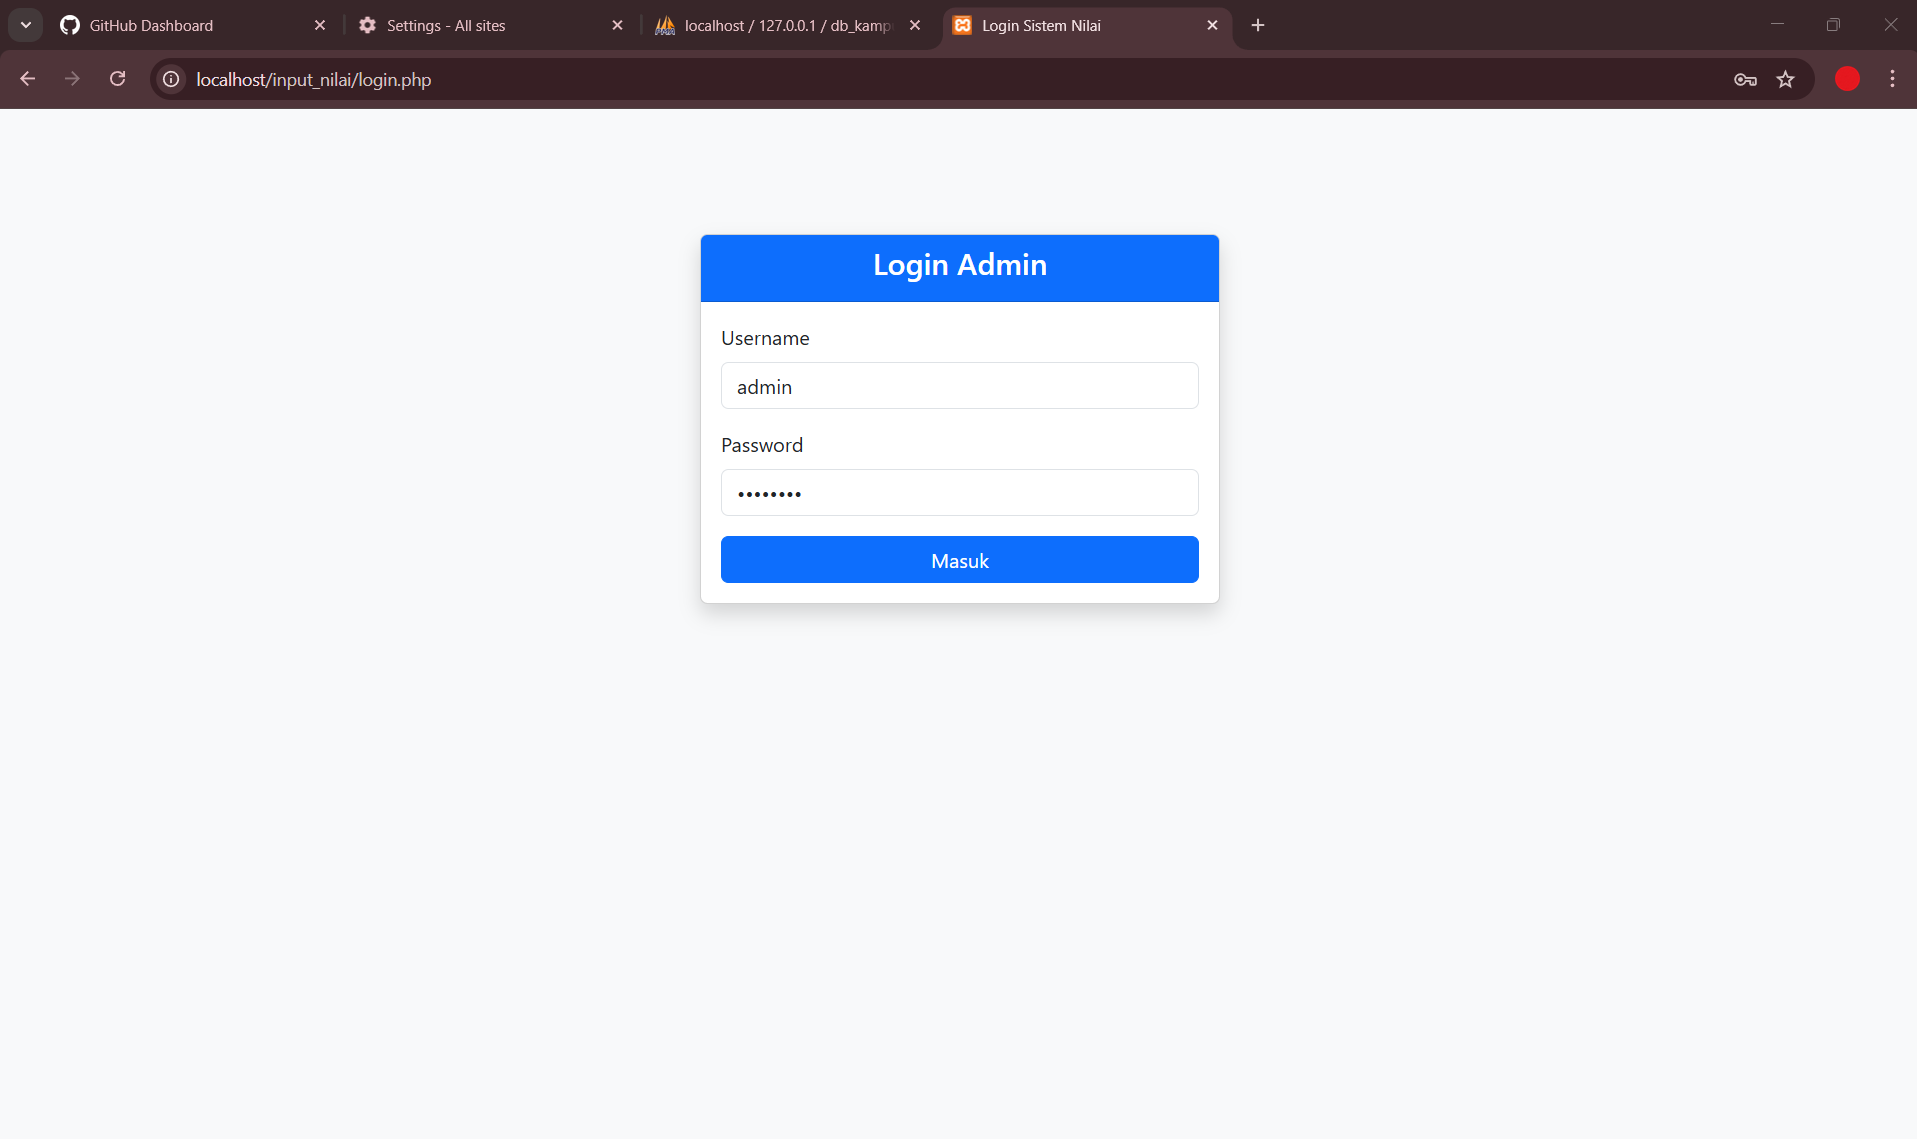 GitHub Dashboard
Settings - All sites
localhost / 127.0.0.1 / db_kamp
Login Sistem Nilai
localhost/input_nilai/login.php
Login Admin
Username
admin
Password
••••••••
Masuk